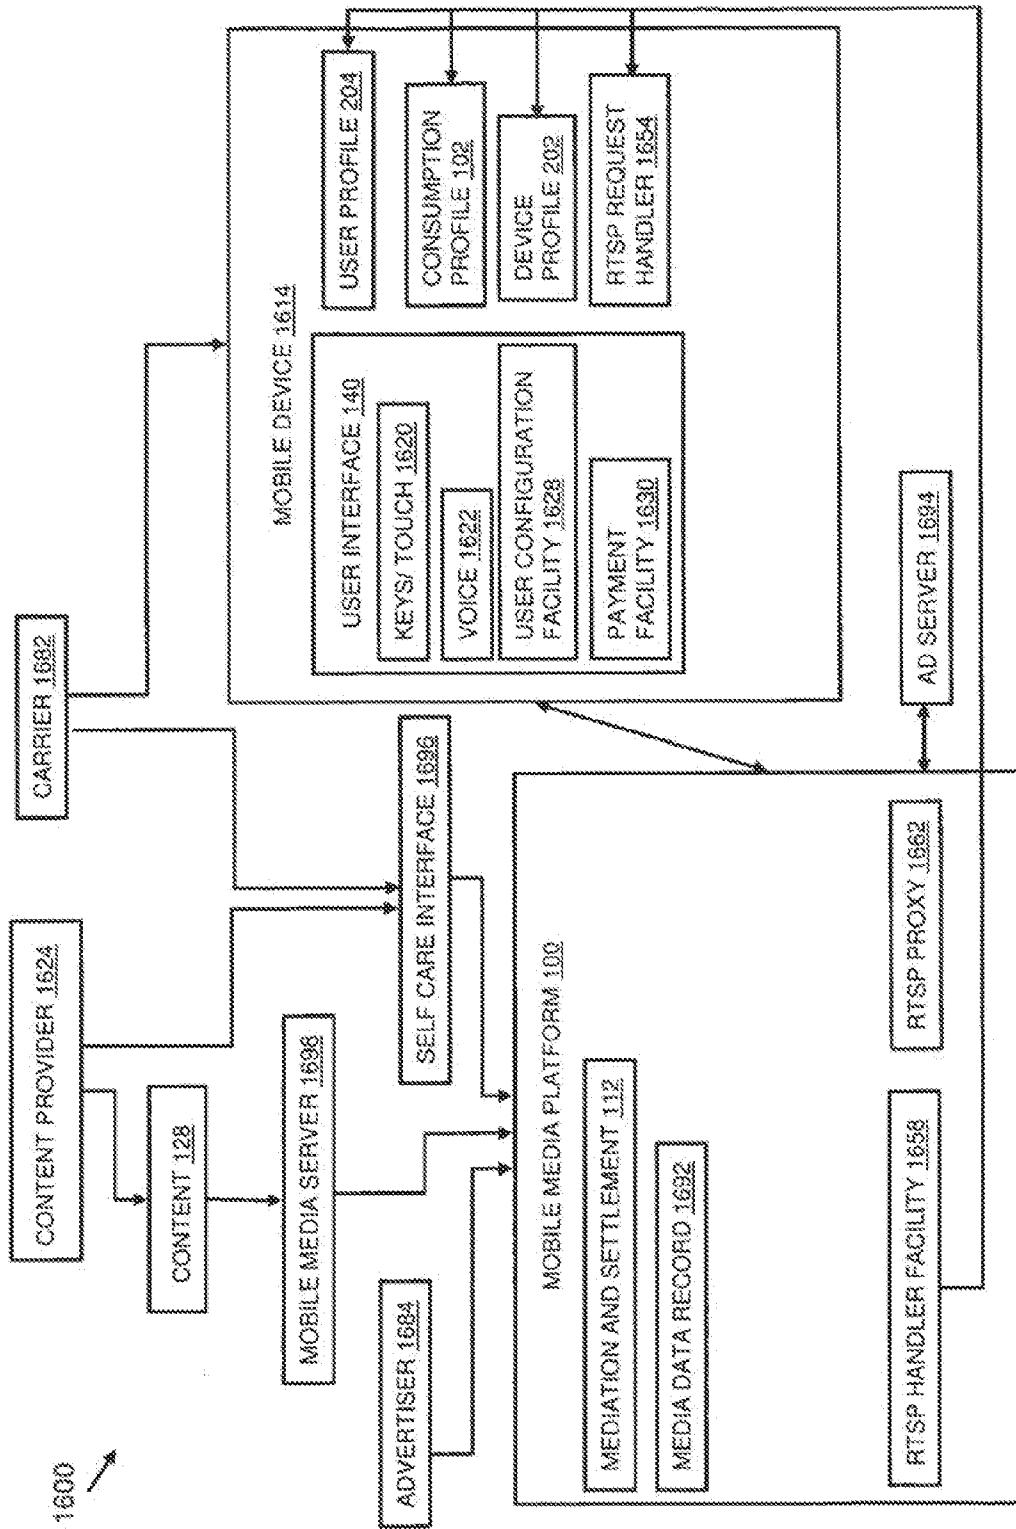 1600
CONTENT PROVIDER 1624
CARRIER 1682
CONTENT 128
MOBILE MEDIA SERVER 1698
SELF CARE INTERFACE 1696
ADVERTISER 1684
MOBILE DEVICE 1614
USER INTERFACE 140
KEYS/ TOUCH 1620
VOICE 1622
USER CONFIGURATION
FACILITY 1628
PAYMENT
FACILITY 1630
USER PROFILE 204
CONSUMPTION
PROFILE 102
DEVICE
PROFILE 202
RTSP REQUEST
HANDLER 1654
MOBILE MEDIA PLATFORM 100
MEDIATION AND SETTLEMENT 112
MEDIA DATA RECORD 1692
RTSP HANDLER FACILITY 1658
RTSP PROXY 1662
AD SERVER 1694